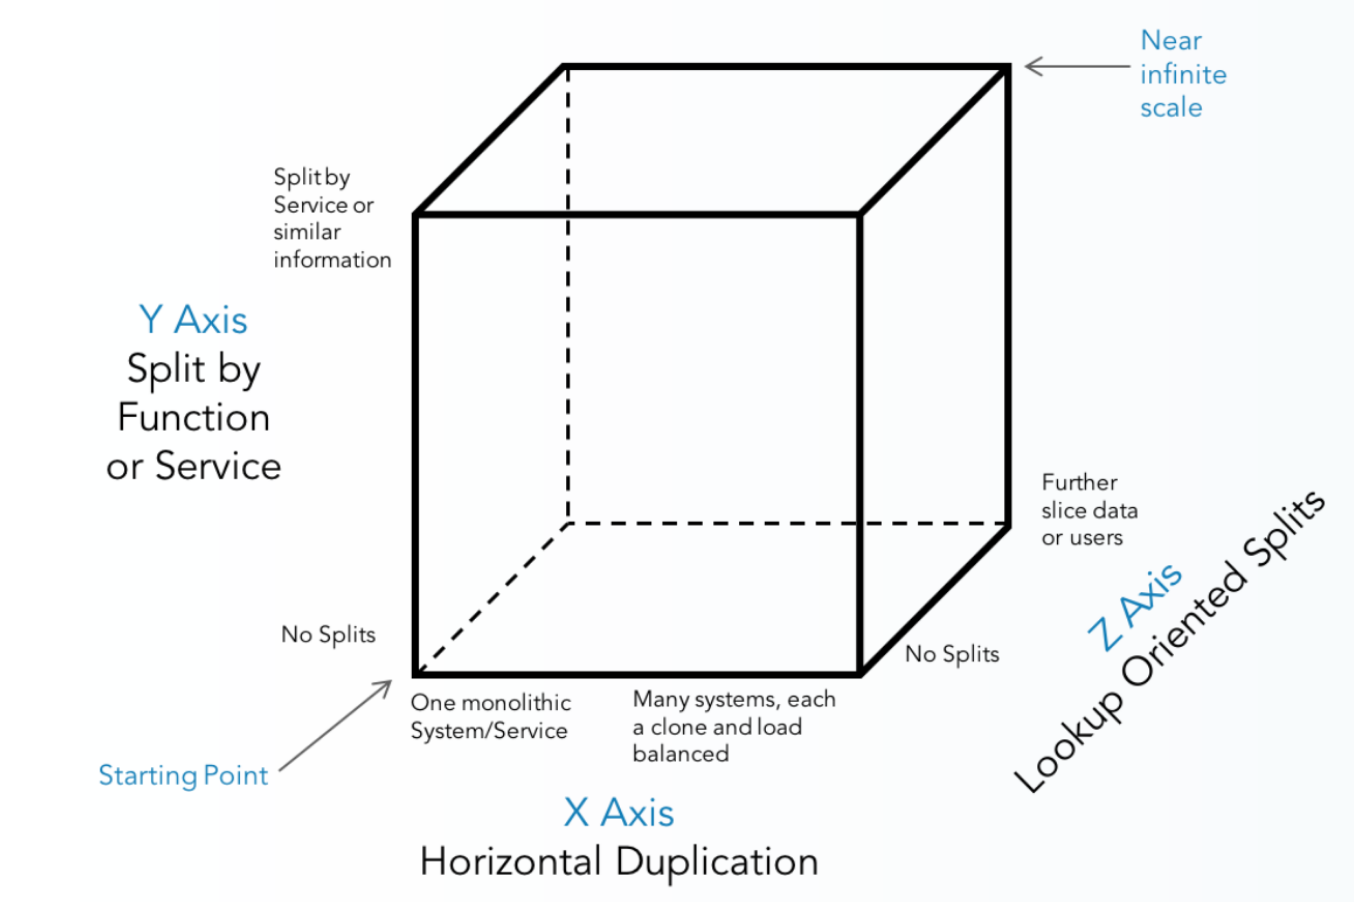 Near
infinite
scale
Split by
Service or
similar
information
Y Axis
Split by
Function
or Service
Further
slice data
or users
Z Axis
Lookup Oriented Splits
No Splits
No Splits
One monolithic
System/Service
Many systems, each
a clone and load
balanced
Starting Point
X Axis
Horizontal Duplication